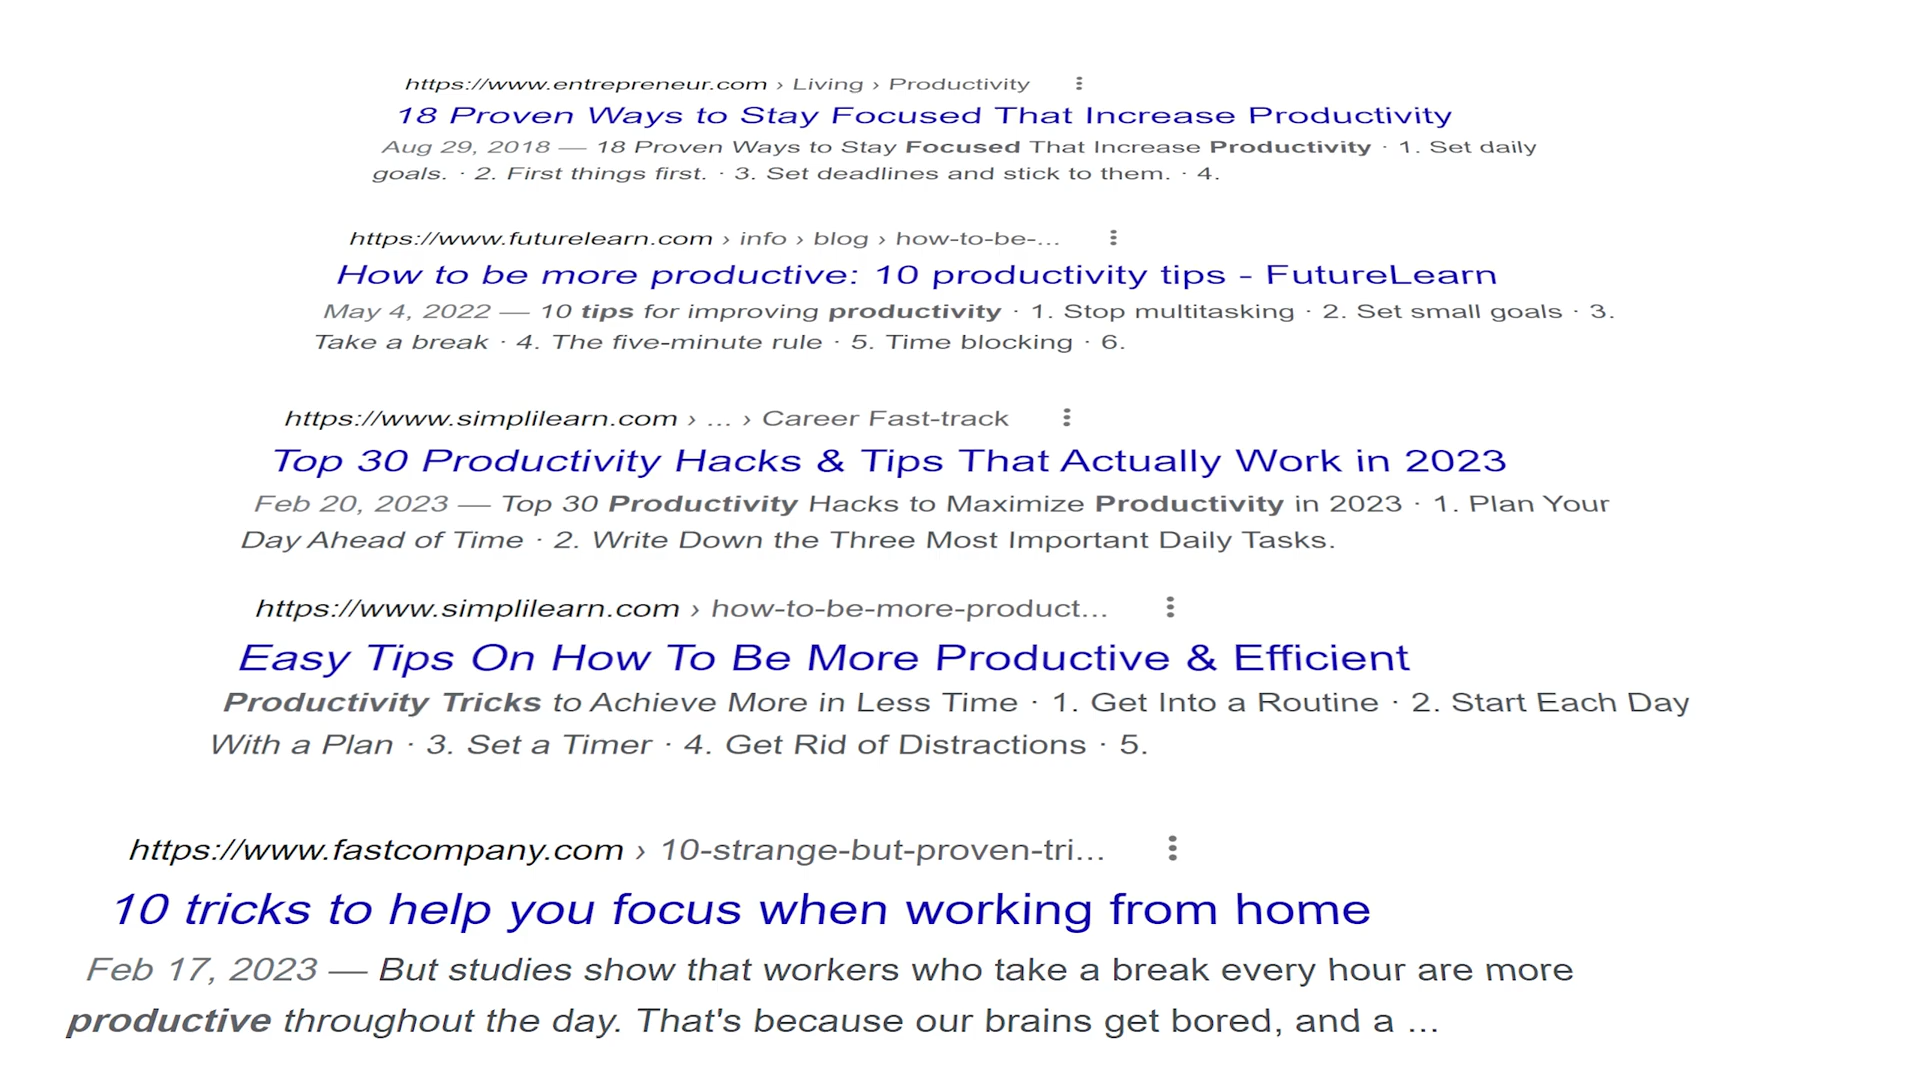 https://www.entrepreneur.com › Living › Productivity
18 Proven Ways to Stay Focused That Increase Productivity
Aug 29, 2018 — 18 Proven Ways to Stay Focused That Increase Productivity · 1. Set daily
goals. · 2. First things first. · 3. Set deadlines and stick to them. · 4.
https://www.futurelearn.com › info › blog › how-to-be-...
How to be more productive: 10 productivity tips - FutureLearn
May 4, 2022 — 10 tips for improving productivity · 1. Stop multitasking · 2. Set small goals · 3.
Take a break · 4. The five-minute rule · 5. Time blocking · 6.
https://www.simplilearn.com › ... › Career Fast-track
Top 30 Productivity Hacks & Tips That Actually Work in 2023
Feb 20, 2023 — Top 30 Productivity Hacks to Maximize Productivity in 2023 · 1. Plan Your
Day Ahead of Time · 2. Write Down the Three Most Important Daily Tasks.
https://www.simplilearn.com › how-to-be-more-product...
Easy Tips On How To Be More Productive & Efficient
Productivity Tricks to Achieve More in Less Time · 1. Get Into a Routine · 2. Start Each Day
With a Plan · 3. Set a Timer · 4. Get Rid of Distractions · 5.
https://www.fastcompany.com › 10-strange-but-proven-tri...
10 tricks to help you focus when working from home
Feb 17, 2023 — But studies show that workers who take a break every hour are more
productive throughout the day. That's because our brains get bored, and a ...